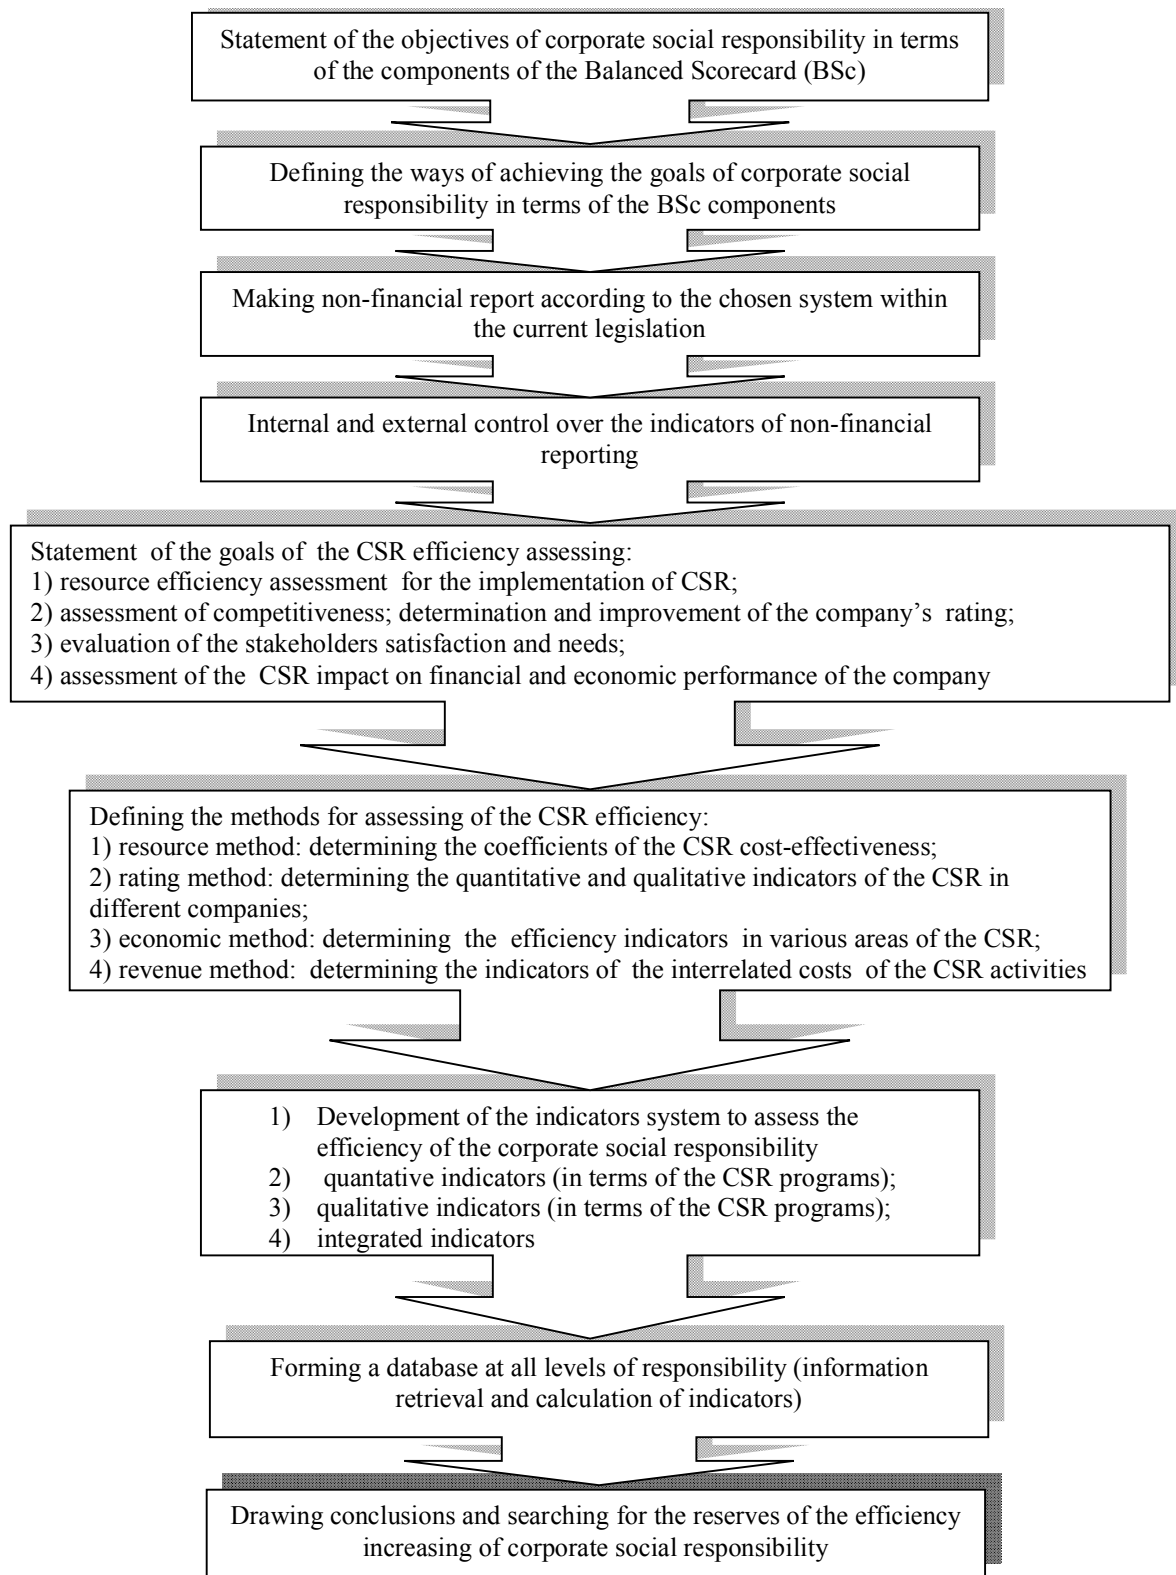 Statement of the objectives of corporate social responsibility in terms
of the components of the Balanced Scorecard (BSc)
Defining the ways of achieving the goals of corporate social
responsibility in terms of the BSc components
Making non-financial report according to the chosen system within
the current legislation
Internal and external control over the indicators of non-financial
reporting
Statement of the goals of the CSR efficiency assessing:
1) resource efficiency assessment for the implementation of CSR;
2) assessment of competitiveness; determination and improvement of the company's rating;
3) evaluation of the stakeholders satisfaction and needs;
4) assessment of the CSR impact on financial and economic performance of the company
Defining the methods for assessing of the CSR efficiency:
1) resource method: determining the coefficients of the CSR cost-effectiveness;
2) rating method: determining the quantitative and qualitative indicators of the CSR in
different companies;
3) economic method: determining the efficiency indicators in various areas of the CSR;
4) revenue method: determining the indicators of the interrelated costs of the CSR activities
1) Development of the indicators system to assess the
efficiency of the corporate social responsibility
2) quantative indicators (in terms of the CSR programs);
3) qualitative indicators (in terms of the CSR programs);
4) integrated indicators
Forming a database at all levels of responsibility (information
retrieval and calculation of indicators)
Drawing conclusions and searching for the reserves of the efficiency
increasing of corporate social responsibility